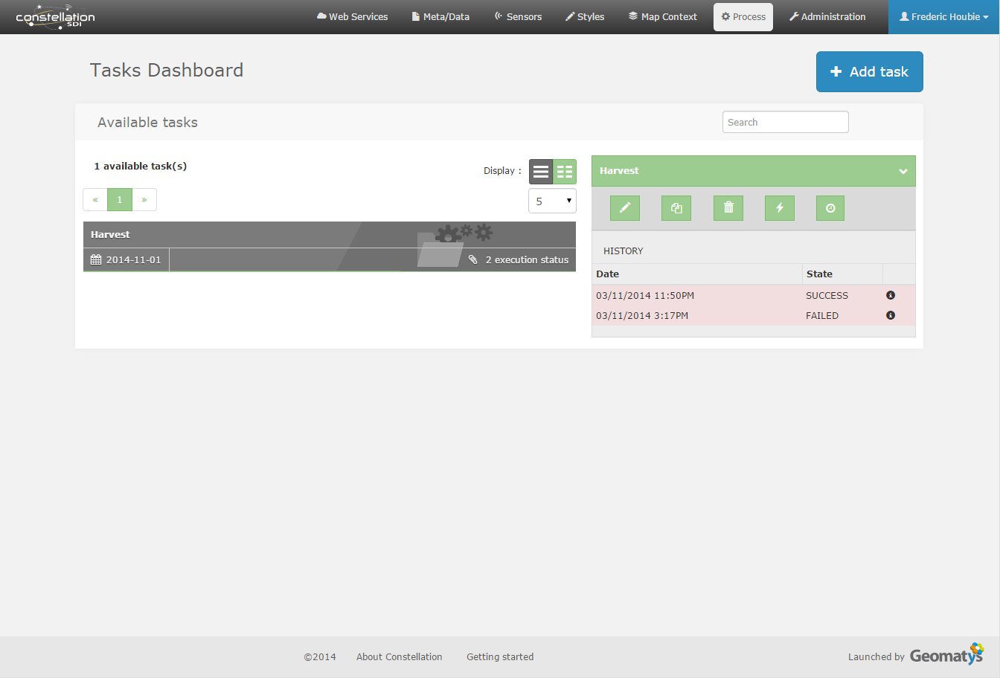 constellation SDI
Web Services Meta/Data Sensors Styles Map Context Process Administration Frederic Houbie
Tasks Dashboard
+ Add task
Available tasks
Search
1 available task(s)
Display :
« 1 »
5
Harvest
2014-11-01 2 execution status
Harvest
HISTORY
Date State
03/11/2014 11:50PM SUCCESS
03/11/2014 3:17PM FAILED
©2014 About Constellation Getting started Launched by Geomatys